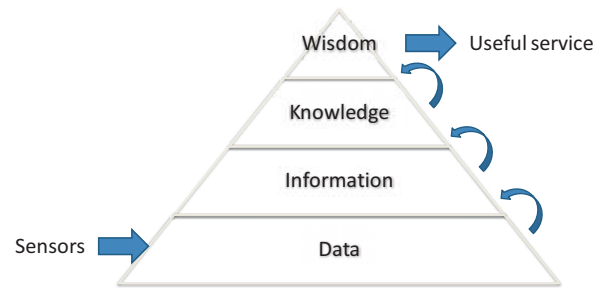 Wisdom
Useful service
Knowledge
Information
Sensors
Data